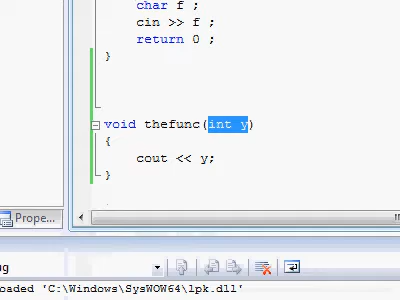 char f ;
cin >> f ;
return 0 ;
}
void thefunc(int y)
{
cout << y;
}
Prope...
oaded 'C:\Windows\SysWOW64\lpk.dll'